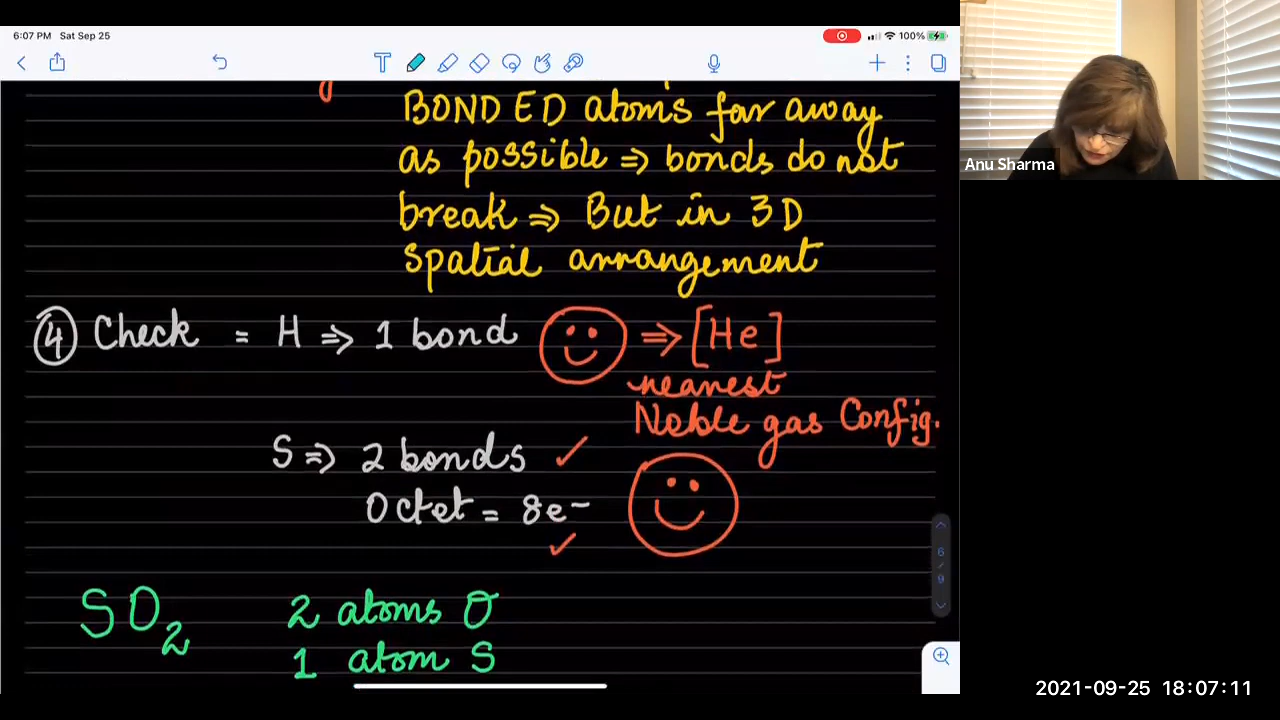 6:07 PM Sat Sep 25
100%
T
BONDED atoms far away
as possible ⇒ bonds do not
break ⇒ But in 3D
spatial arrangement
Anu Sharma
④ Check = H ⇒ 1 bond ⇒ [He]
nearest
Noble gas Config.
S ⇒ 2 bonds ✓
Octet = 8e⁻
✓
6
/
9
SO₂ 2 atoms O
1 atom S
2021-09-25 18:07:11